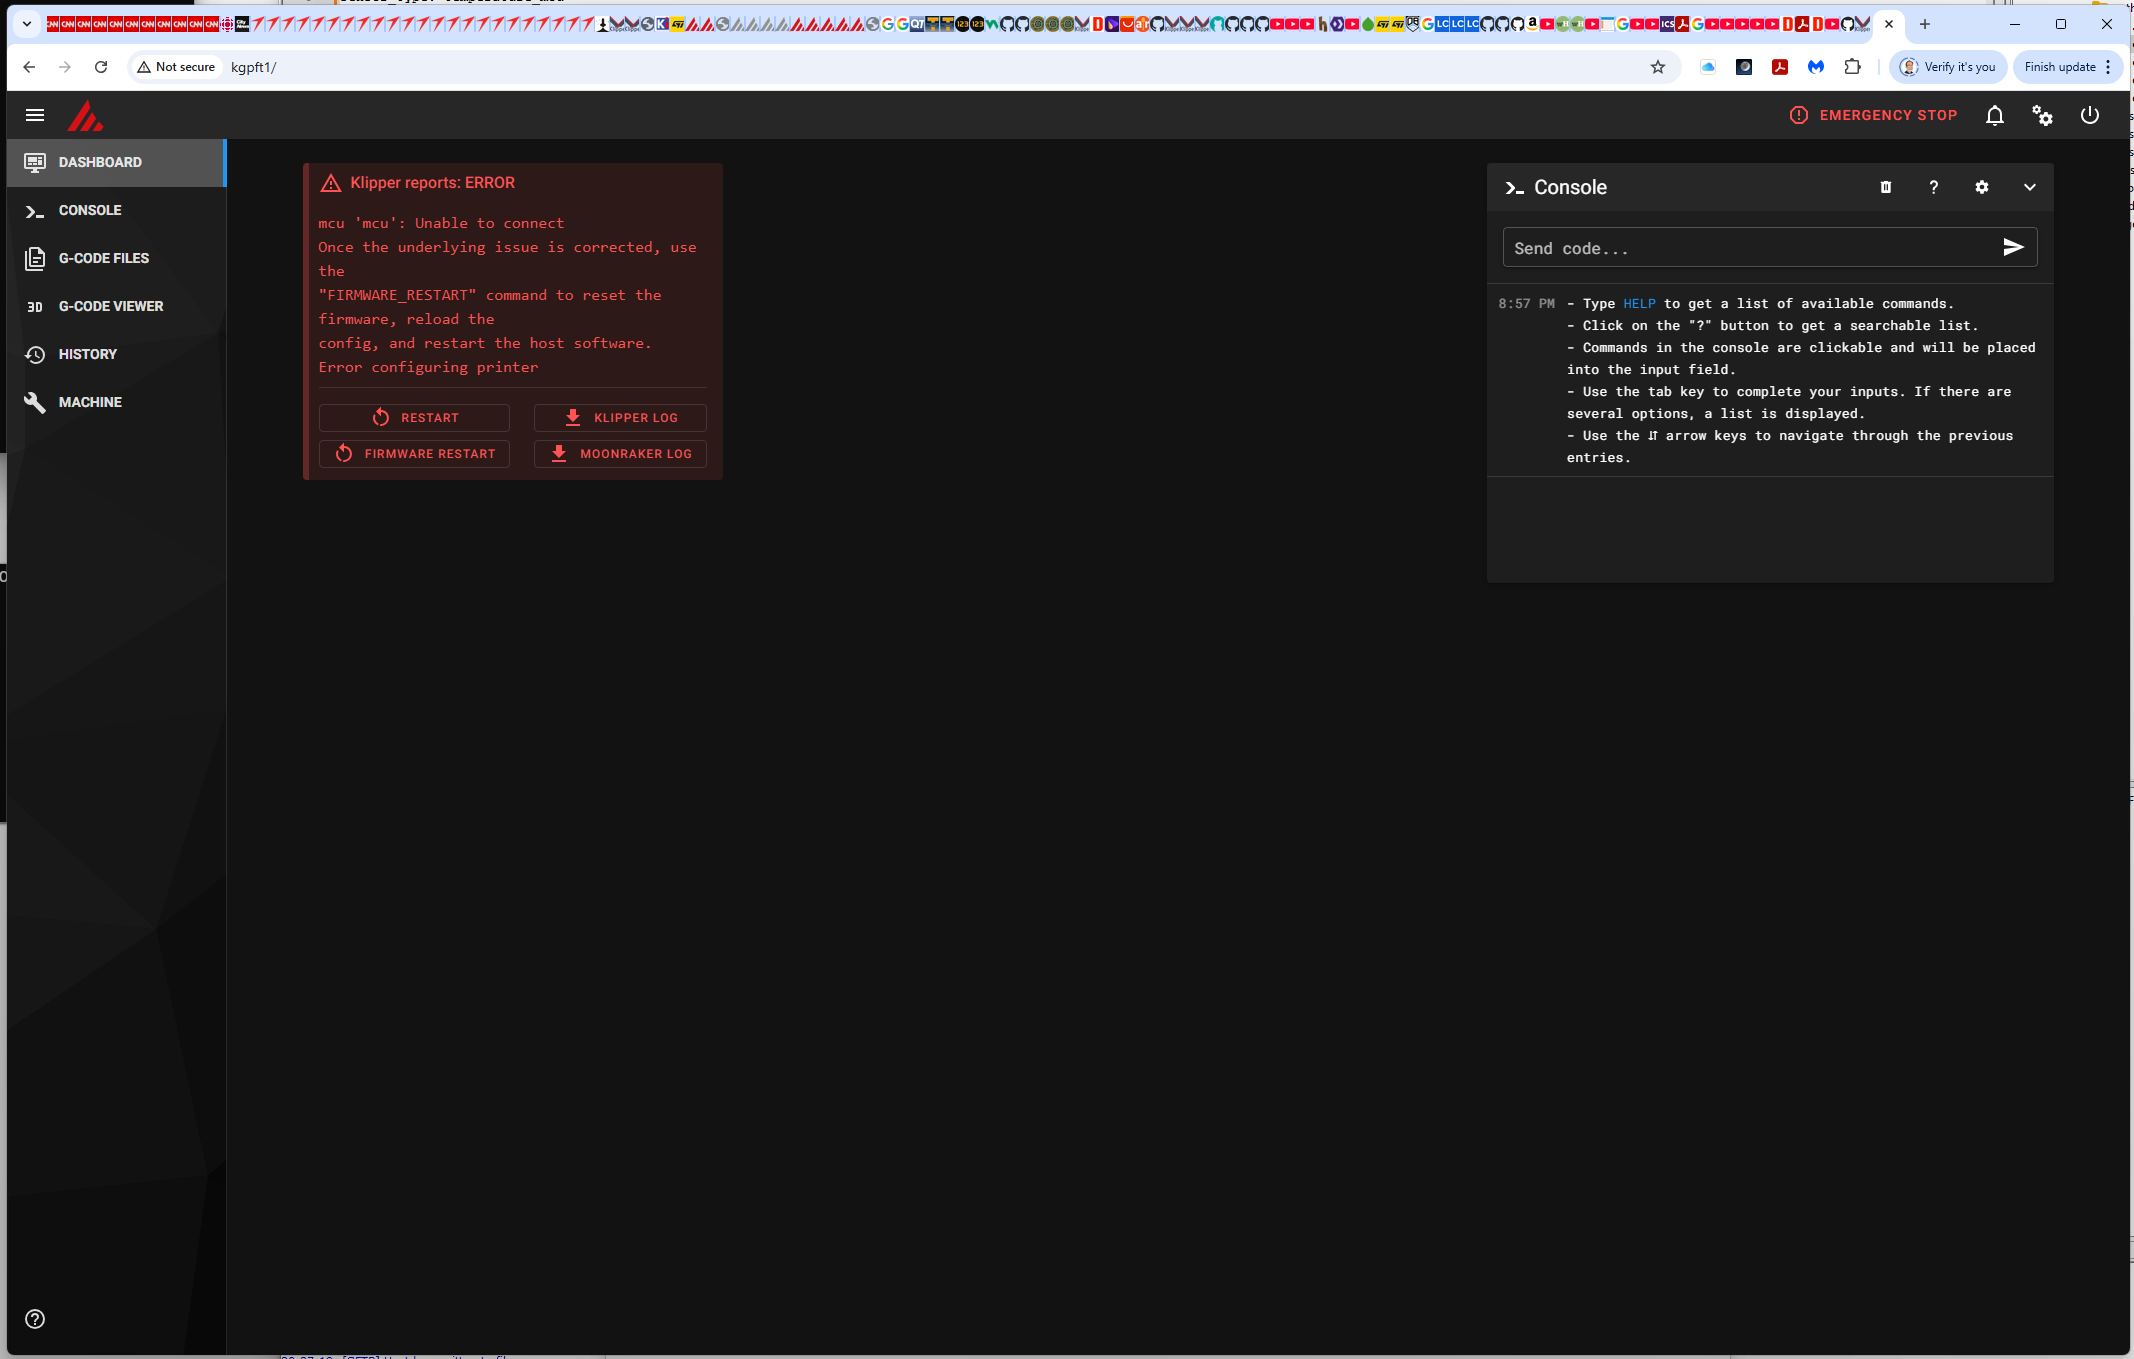 Not secure
kgpft1/
Verify it's you
Finish update
EMERGENCY STOP
DASHBOARD
CONSOLE
G-CODE FILES
3D G-CODE VIEWER
HISTORY
MACHINE
Klipper reports: ERROR
mcu 'mcu': Unable to connect
Once the underlying issue is corrected, use
the
"FIRMWARE_RESTART" command to reset the
firmware, reload the
config, and restart the host software.
Error configuring printer
RESTART
KLIPPER LOG
FIRMWARE RESTART
MOONRAKER LOG
Console
Send code...
8:57 PM - Type HELP to get a list of available commands.
- Click on the "?" button to get a searchable list.
- Commands in the console are clickable and will be placed
into the input field.
- Use the tab key to complete your inputs. If there are
several options, a list is displayed.
- Use the ⇵ arrow keys to navigate through the previous
entries.